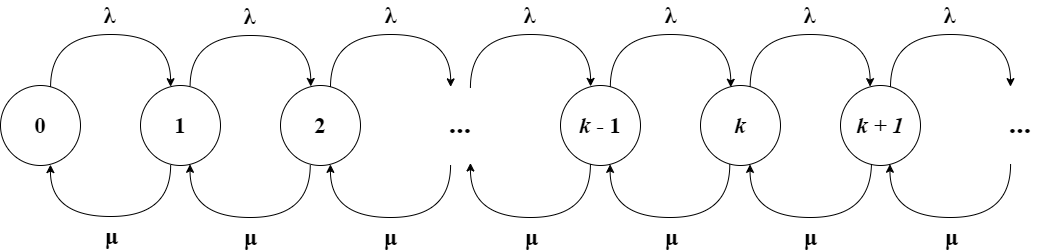 λ λ λ λ λ λ λ
0 1 2 ... k - 1 k k + 1 ...
μ μ μ μ μ μ μ